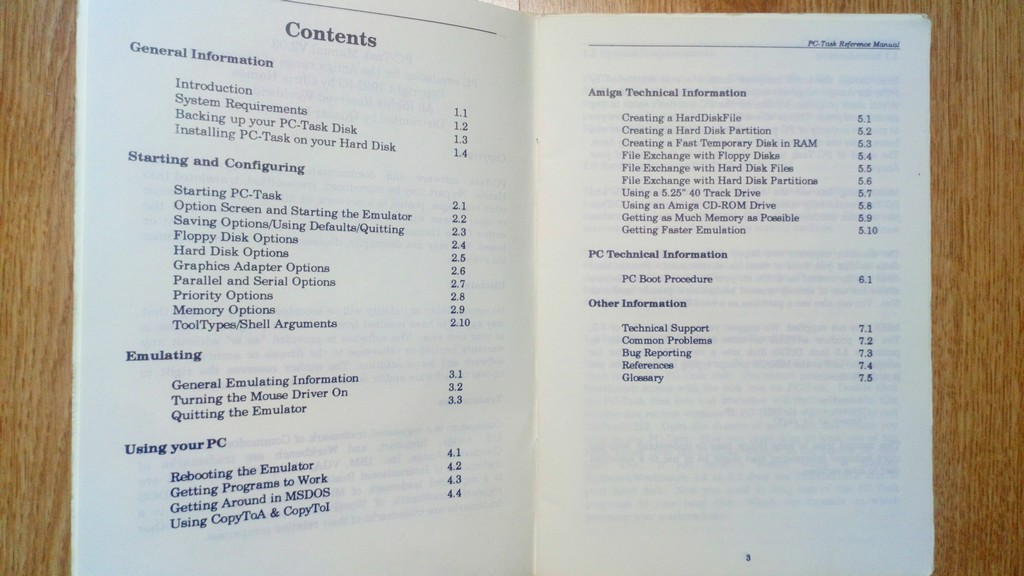 Contents
General Information
Introduction 1.1
System Requirements 1.2
Backing up your PC-Task Disk 1.3
Installing PC-Task on your Hard Disk 1.4
Starting and Configuring
Starting PC-Task 2.1
Option Screen and Starting the Emulator 2.2
Saving Options/Using Defaults/Quitting 2.3
Floppy Disk Options 2.4
Hard Disk Options 2.5
Graphics Adapter Options 2.6
Parallel and Serial Options 2.7
Priority Options 2.8
Memory Options 2.9
ToolTypes/Shell Arguments 2.10
Emulating
General Emulating Information 3.1
Turning the Mouse Driver On 3.2
Quitting the Emulator 3.3
Using your PC
Rebooting the Emulator 4.1
Getting Programs to Work 4.2
Getting Around in MSDOS 4.3
Using CopyToA & CopyToI 4.4
PC-Task Reference Manual
Amiga Technical Information
Creating a HardDiskFile 5.1
Creating a Hard Disk Partition 5.2
Creating a Fast Temporary Disk in RAM 5.3
File Exchange with Floppy Disks 5.4
File Exchange with Hard Disk Files 5.5
File Exchange with Hard Disk Partitions 5.6
Using a 5.25" 40 Track Drive 5.7
Using an Amiga CD-ROM Drive 5.8
Getting as Much Memory as Possible 5.9
Getting Faster Emulation 5.10
PC Technical Information
PC Boot Procedure 6.1
Other Information
Technical Support 7.1
Common Problems 7.2
Bug Reporting 7.3
References 7.4
Glossary 7.5
3